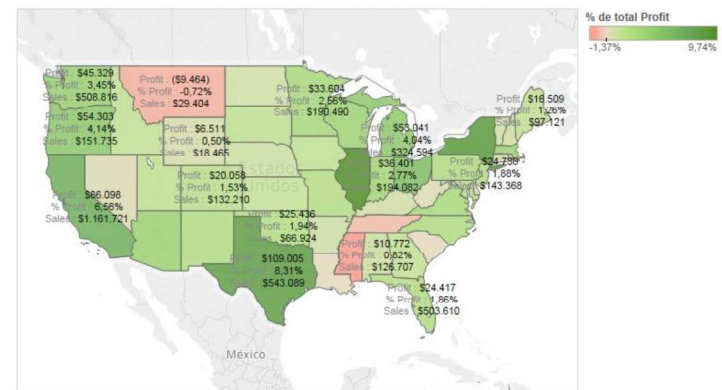 % de total Profit
-1,37%
9,74%
Profit : $45.329
% Profit : 3,45%
Sales : $508.816
Profit : ($9.464)
% Profit : -0,72%
Sales : $29.404
Profit : $33.604
% Profit : 2,56%
Sales : $190.490
Profit : $16.509
% Profit : 1,26%
Sales : $97.121
Profit : $54.303
% Profit : 4,14%
Sales : $151.735
Profit : $6.511
% Profit : 0,50%
Sales : $18.465
Profit : $53.041
% Profit : 4,04%
Sales : $324.594
Estados
Unidos
Profit : $36.401
% Profit : 2,77%
Sales : $194.082
Profit : $24.736
% Profit : 1,88%
Sales : $143.368
Profit : $20.058
% Profit : 1,53%
Sales : $132.210
Profit : $86.098
% Profit : 6,56%
Sales : $1.161.721
Profit : $25.436
% Profit : 1,94%
Sales : $66.924
Profit : $109.005
% Profit : 8,31%
Sales : $543.089
Profit : $10.772
% Profit : 0,82%
Sales : $126.707
Profit : $24.417
% Profit : 1,86%
Sales : $503.610
México